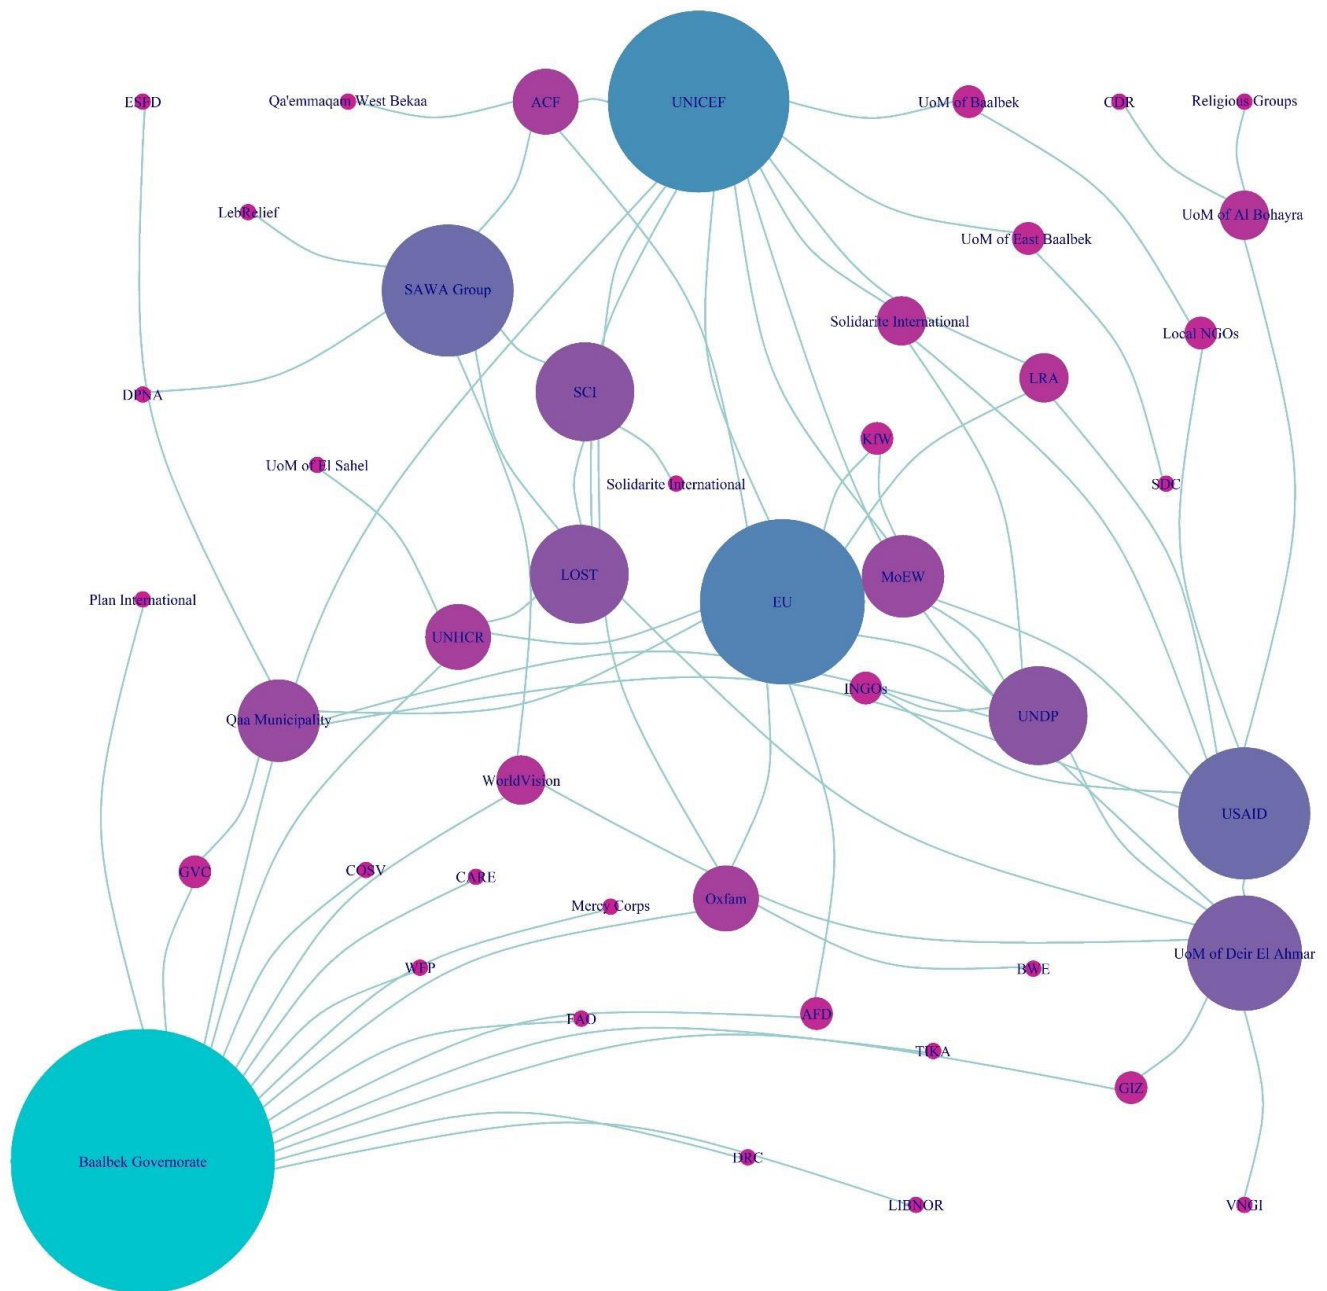 ESFD
Qa'emmaqam West Bekaa
ACF
UNICEF
UoM of Baalbek
CDR
Religious Groups
LebRelief
UoM of Al Bohayra
UoM of East Baalbek
SAWA Group
Solidarite International
Local NGOs
LRA
DPNA
SCI
KfW
UoM of El Sahel
Solidarite International
SDC
LOST
MoEW
EU
Plan International
UNHCR
INGOs
Qaa Municipality
UNDP
WorldVision
USAID
GVC
COSV
CARE
Mercy Corps
Oxfam
UoM of Deir El Ahmar
WFP
BWE
FAO
AFD
TIKA
GIZ
Baalbek Governorate
DRC
LIBNOR
VNGI